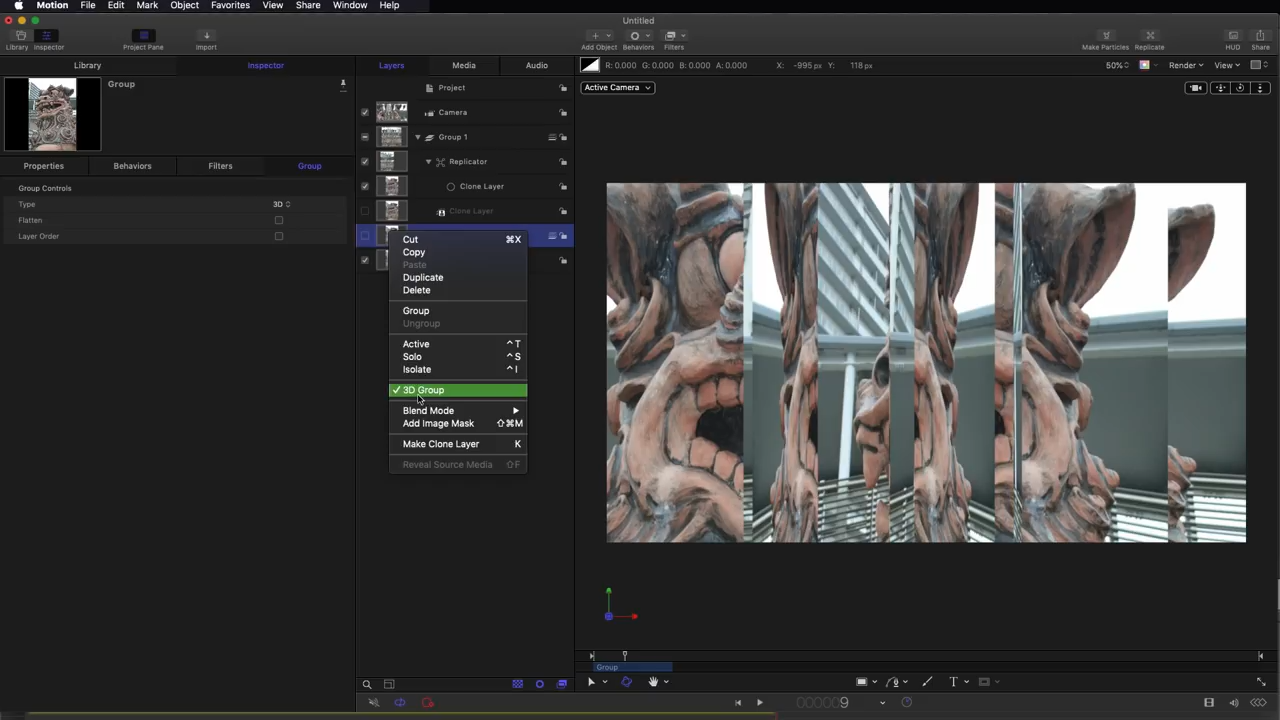 Motion File Edit Mark Object Favorites View Share Window Help
Untitled
Library Inspector Project Pane Import Add Object Behaviors Filters Make Particles Replicate HUD Share
Library Inspector Layers Media Audio R: 0.000 G: 0.000 B: 0.000 A: 0.000 X: -995 px Y: 118 px 50% Render View
Group
Project
Active Camera
Camera
Group 1
Properties Behaviors Filters Group
Replicator
Group Controls
Clone Layer
Type 3D
Clone Layer
Flatten
Layer Order
Cut ⌘X
Copy
Paste
Duplicate
Delete
Group
Ungroup
Active ^T
Solo ^S
Isolate ^I
✓ 3D Group
Blend Mode
Add Image Mask ⇧⌘M
Make Clone Layer K
Reveal Source Media ⇧F
Group
T
000009